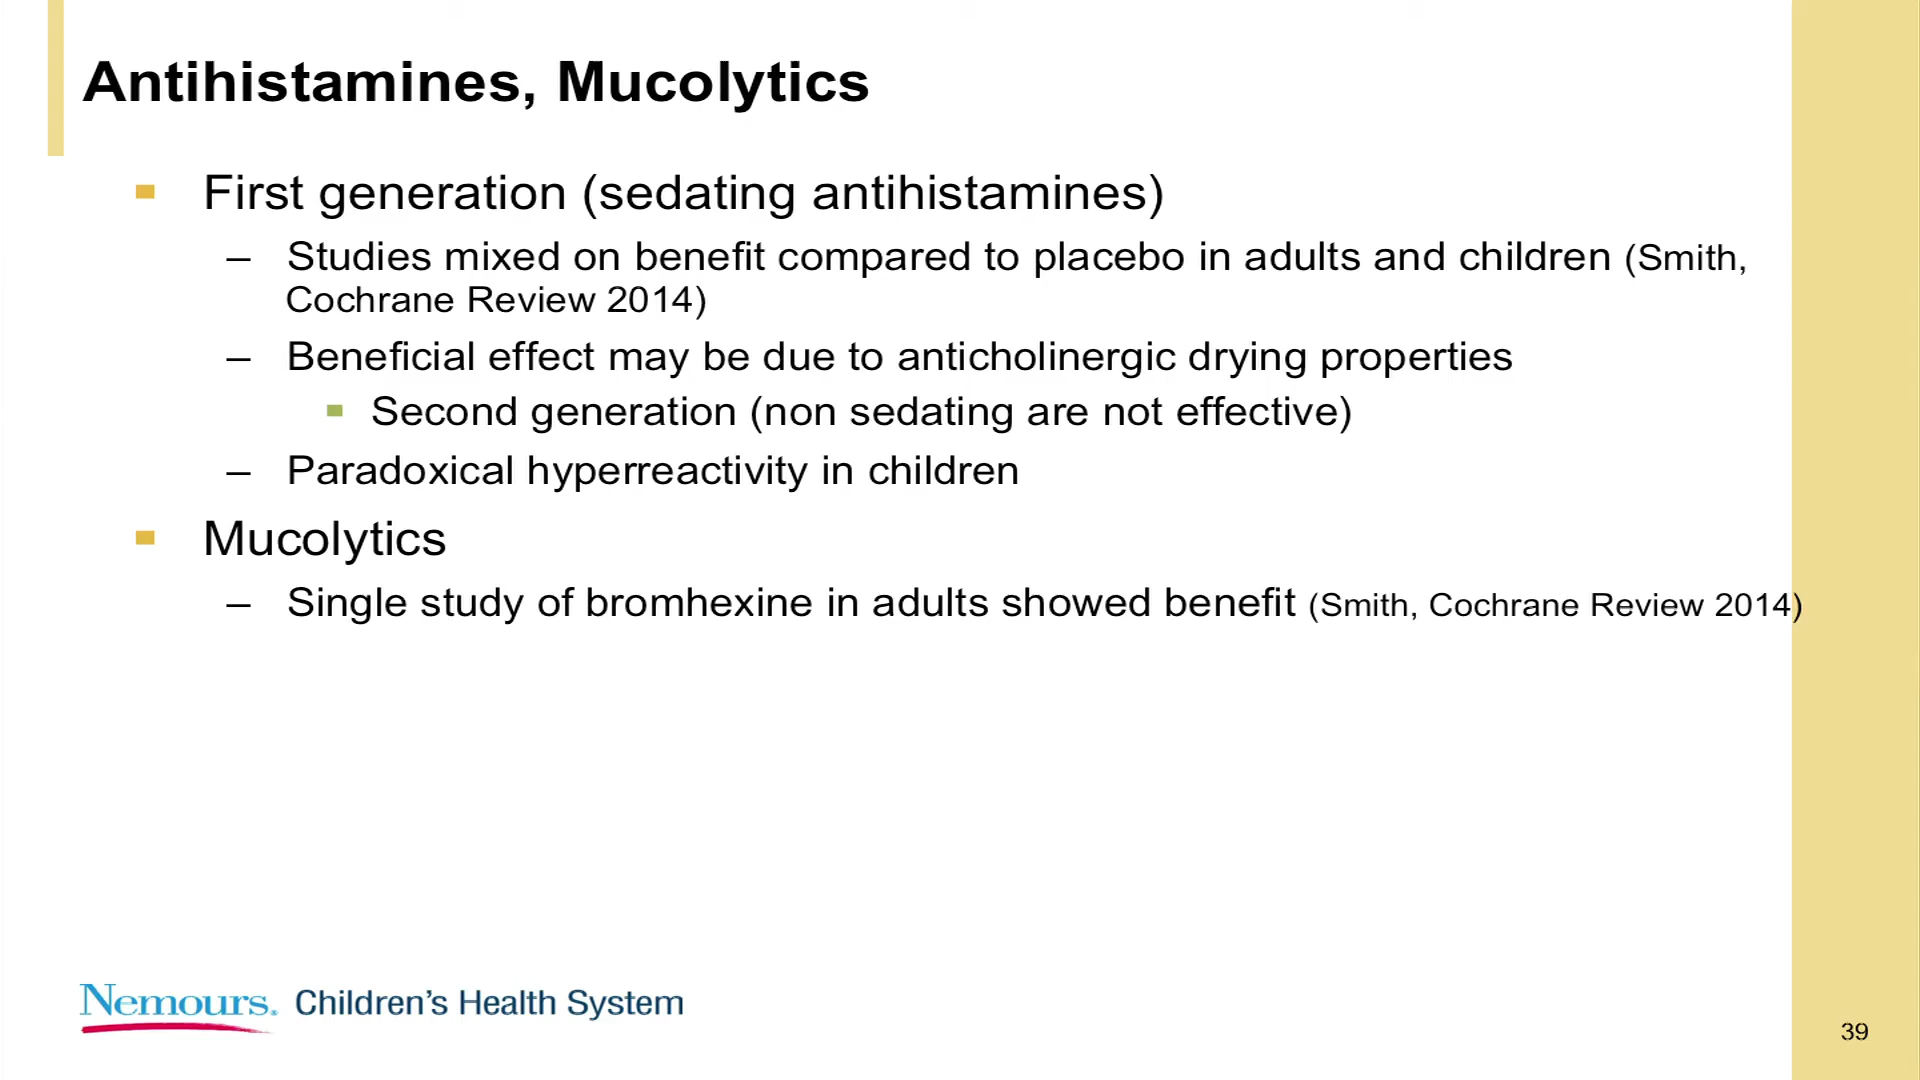 Antihistamines, Mucolytics
First generation (sedating antihistamines)
– Studies mixed on benefit compared to placebo in adults and children (Smith,
Cochrane Review 2014)
– Beneficial effect may be due to anticholinergic drying properties
Second generation (non sedating are not effective)
– Paradoxical hyperreactivity in children
Mucolytics
– Single study of bromhexine in adults showed benefit (Smith, Cochrane Review 2014)
Nemours. Children's Health System
39